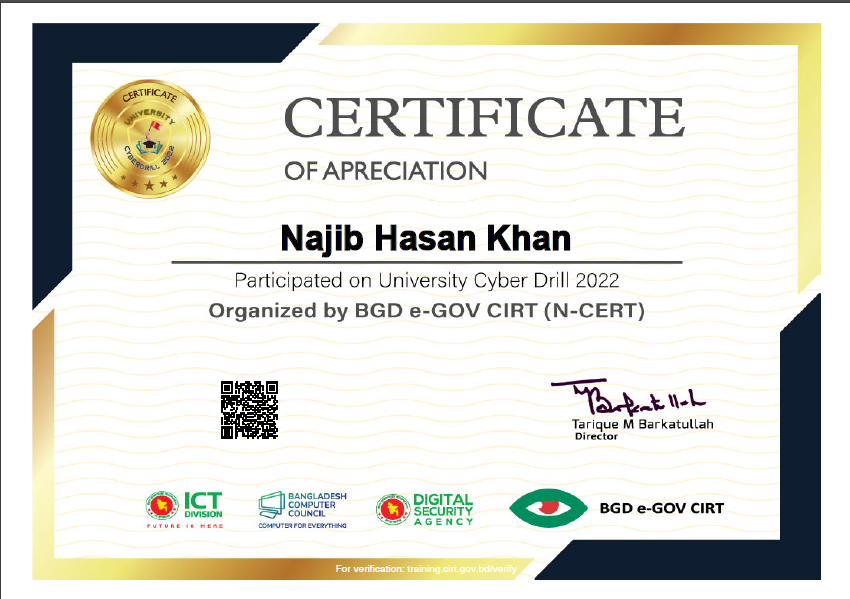 CERTIFICATE
UNIVERSITY
CYBERDRILL 2022
CERTIFICATE
OF APRECIATION
Najib Hasan Khan
Participated on University Cyber Drill 2022
Organized by BGD e-GOV CIRT (N-CERT)
Tarique M Barkatullah
Director
ICT
DIVISION
FUTURE IS HERE
BANGLADESH
COMPUTER
COUNCIL
COMPUTER FOR EVERYTHING
DIGITAL
SECURITY
AGENCY
BGD e-GOV CIRT
For verification: training.cirt.gov.bd/verify